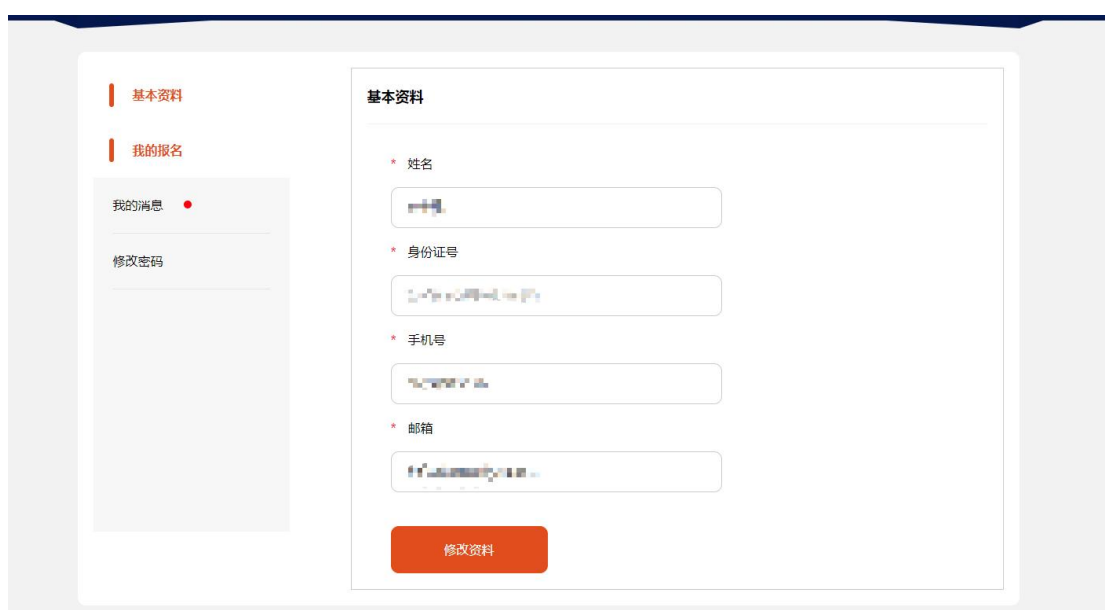 基本资料
我的报名
我的消息
修改密码
基本资料
* 姓名
* 身份证号
* 手机号
* 邮箱
修改资料